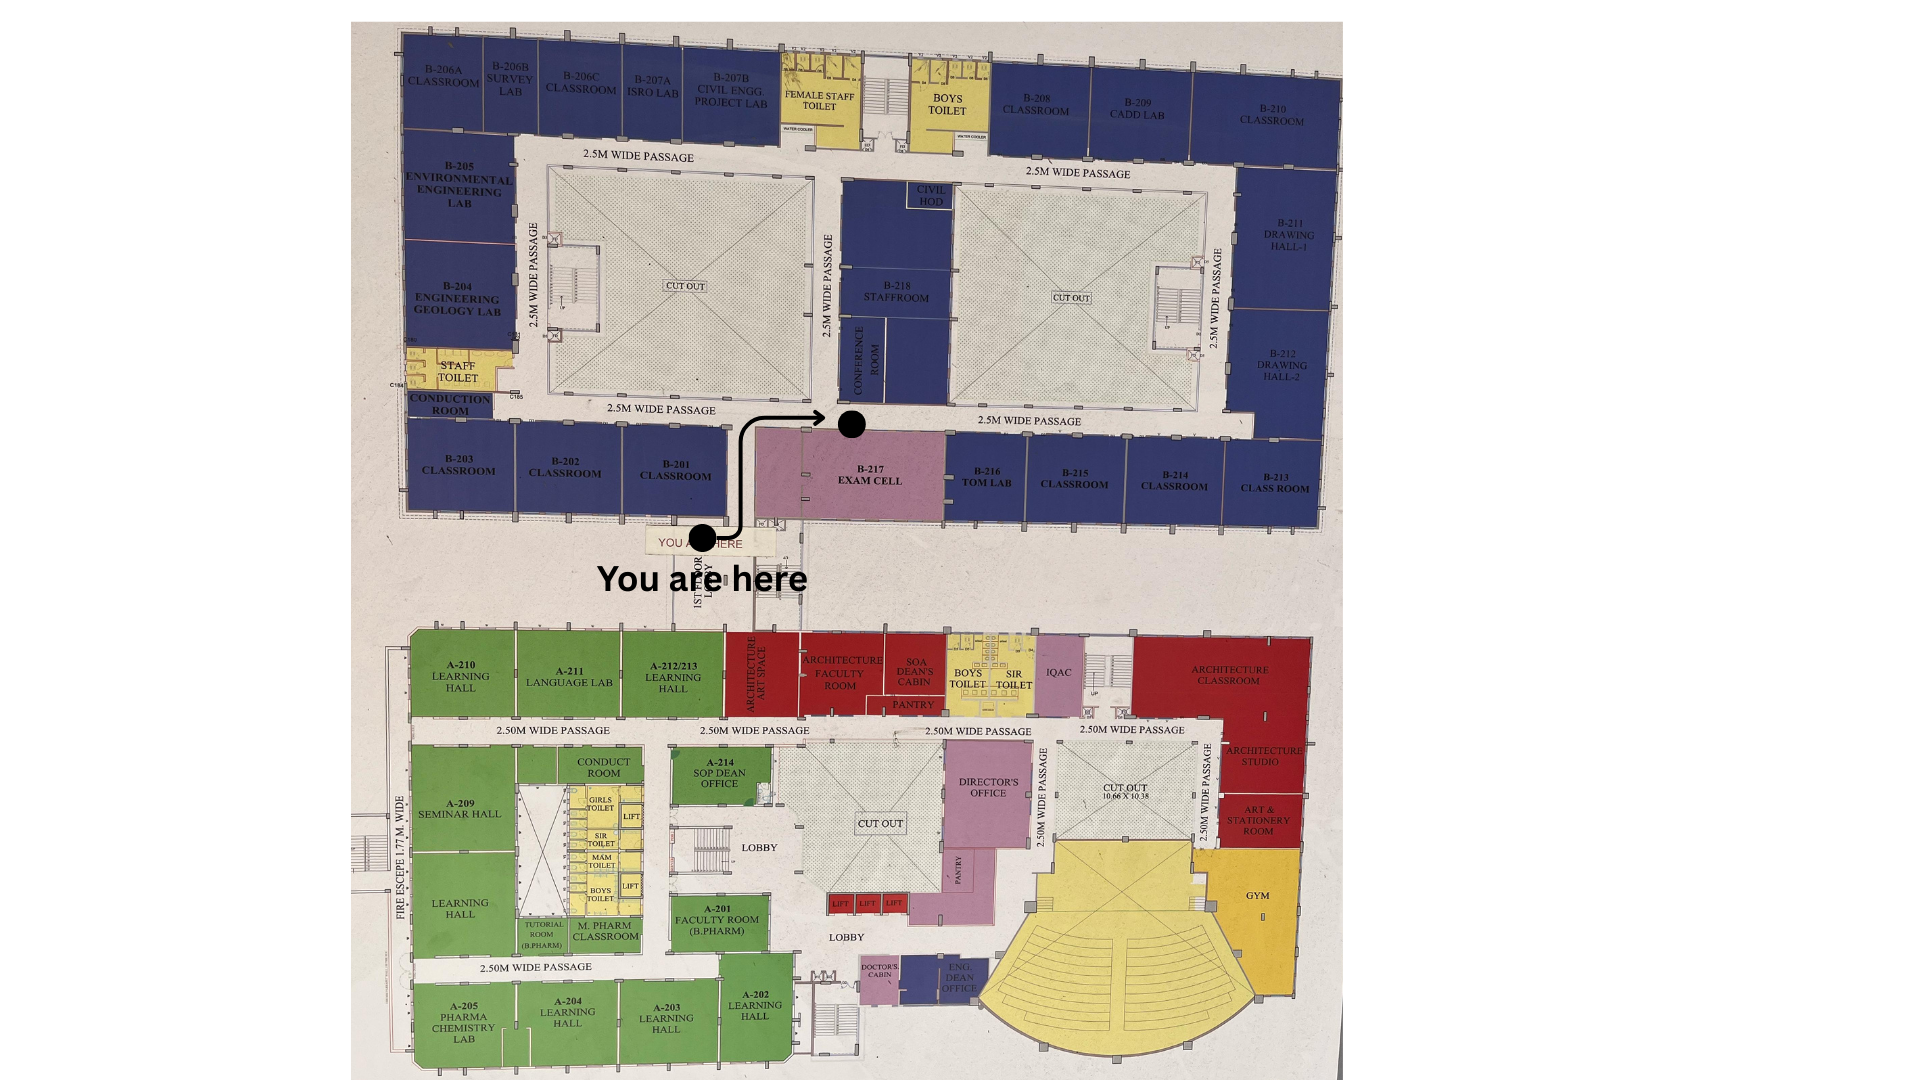 B-206A
CLASSROOM
B-206B
SURVEY
LAB
B-206C
CLASSROOM
B-207A
ISRO LAB
B-207B
CIVIL ENGG.
PROJECT LAB
FEMALE STAFF
TOILET
WATER COOLER
BOYS
TOILET
WATER COOLER
B-208
CLASSROOM
B-209
CADD LAB
B-210
CLASSROOM
2.5M WIDE PASSAGE
2.5M WIDE PASSAGE
B-205
ENVIRONMENTAL
ENGINEERING
LAB
CIVIL
HOD
B-211
DRAWING
HALL-1
2.5M WIDE PASSAGE
CUT OUT
2.5M WIDE PASSAGE
B-218
STAFFROOM
CUT OUT
2.5M WIDE PASSAGE
B-204
ENGINEERING
GEOLOGY LAB
CONFERENCE
ROOM
B-212
DRAWING
HALL-2
STAFF
TOILET
C184
C185
CONDUCTION
ROOM
2.5M WIDE PASSAGE
2.5M WIDE PASSAGE
B-203
CLASSROOM
B-202
CLASSROOM
B-201
CLASSROOM
B-217
EXAM CELL
B-216
TOM LAB
B-215
CLASSROOM
B-214
CLASSROOM
B-213
CLASS ROOM
YOU A HERE
You are here
1ST FLOOR
LOBBY
A-210
LEARNING
HALL
A-211
LANGUAGE LAB
A-212/213
LEARNING
HALL
ARCHITECTURE
ART SPACE
ARCHITECTURE
FACULTY
ROOM
SOA
DEAN'S
CABIN
PANTRY
BOYS
TOILET
SIR
TOILET
IQAC
UP
ARCHITECTURE
CLASSROOM
2.50M WIDE PASSAGE
2.50M WIDE PASSAGE
2.50M WIDE PASSAGE
2.50M WIDE PASSAGE
CONDUCT
ROOM
A-214
SOP DEAN
OFFICE
DIRECTOR'S
OFFICE
2.50M WIDE PASSAGE
CUT OUT
10.66 X 10.38
2.50M WIDE PASSAGE
ARCHITECTURE
STUDIO
A-209
SEMINAR HALL
GIRLS
TOILET
LIFT
SIR
TOILET
MAM
TOILET
BOYS
TOILET
LIFT
LOBBY
CUT OUT
ART &
STATIONERY
ROOM
FIRE ESCEPE 1.77 M. WIDE
PANTRY
LEARNING
HALL
TUTORIAL
ROOM
(B.PHARM)
M. PHARM
CLASSROOM
A-201
FACULTY ROOM
(B.PHARM)
LIFT
LIFT
LIFT
LOBBY
GYM
2.50M WIDE PASSAGE
DOCTOR'S
CABIN
ENG.
DEAN
OFFICE
A-205
PHARMA
CHEMISTRY
LAB
A-204
LEARNING
HALL
A-203
LEARNING
HALL
A-202
LEARNING
HALL